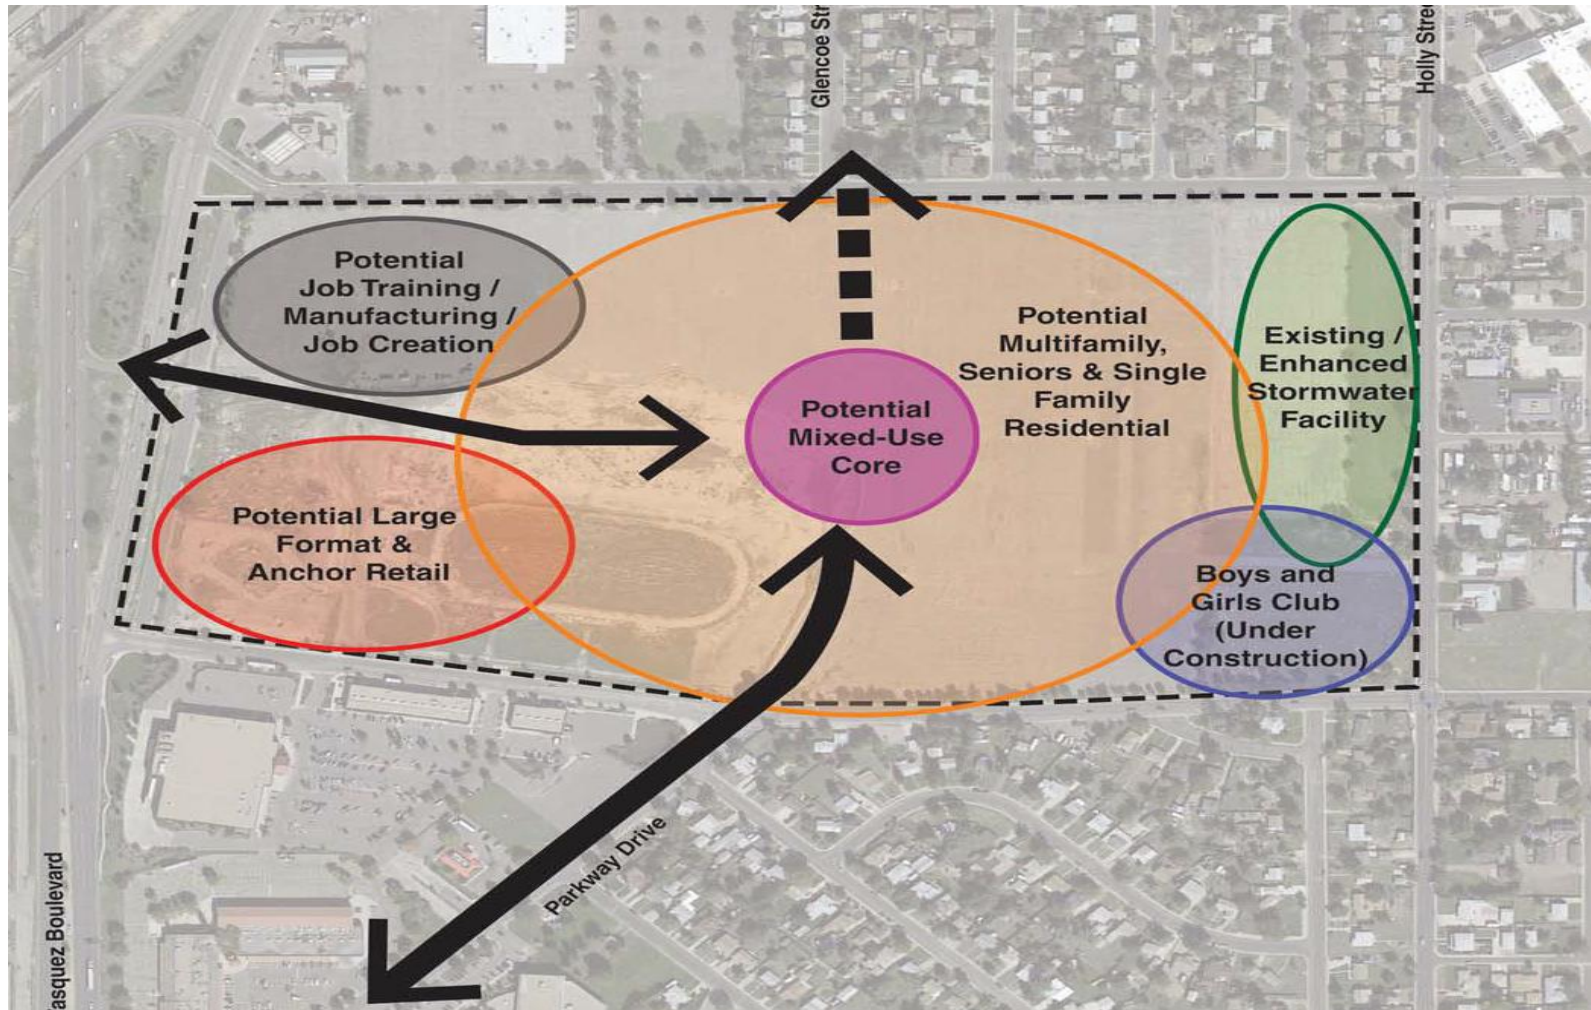 Glencoe Str
Holly Stree
Potential
Job Training /
Manufacturing /
Job Creation
Potential
Multifamily,
Seniors & Single
Family
Residential
Existing /
Enhanced
Stormwater
Facility
Potential
Mixed-Use
Core
Potential Large
Format &
Anchor Retail
Boys and
Girls Club
(Under
Construction)
Parkway Drive
asquez Boulevard